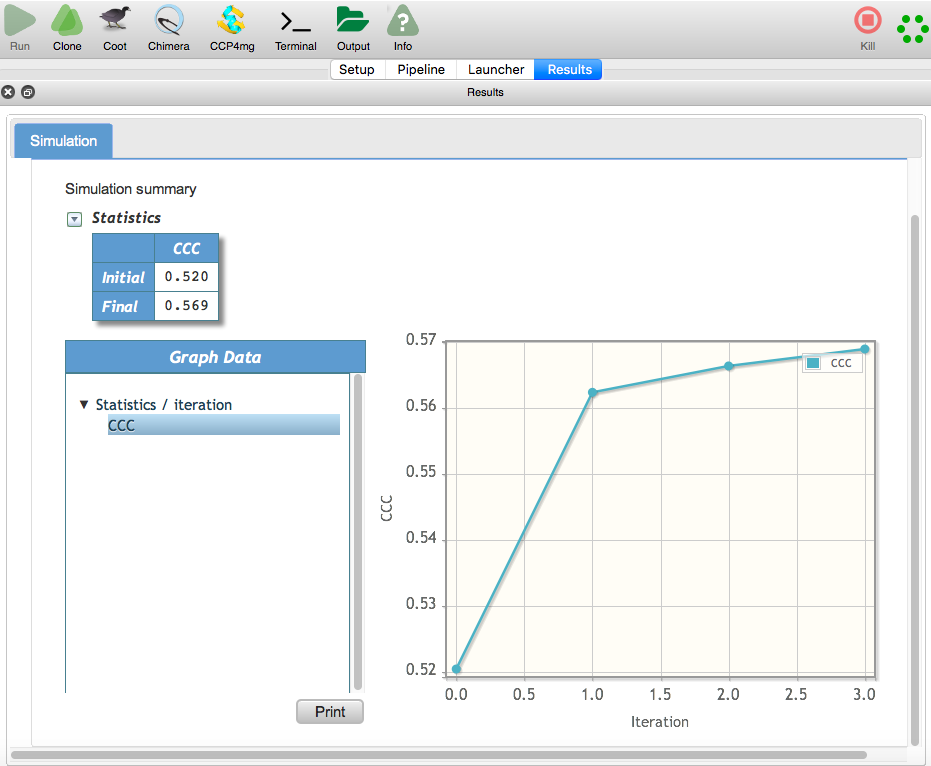 Run Clone Coot Chimera CCP4mg Terminal Output Info Kill
Setup Pipeline Launcher Results
Results
Simulation
Simulation summary
Statistics
CCC
Initial 0.520
Final 0.569
Graph Data
▼ Statistics / iteration
CCC
Print
0.57
0.56
0.55
0.54
0.53
0.52
CCC
CCC
0.0 0.5 1.0 1.5 2.0 2.5 3.0
Iteration